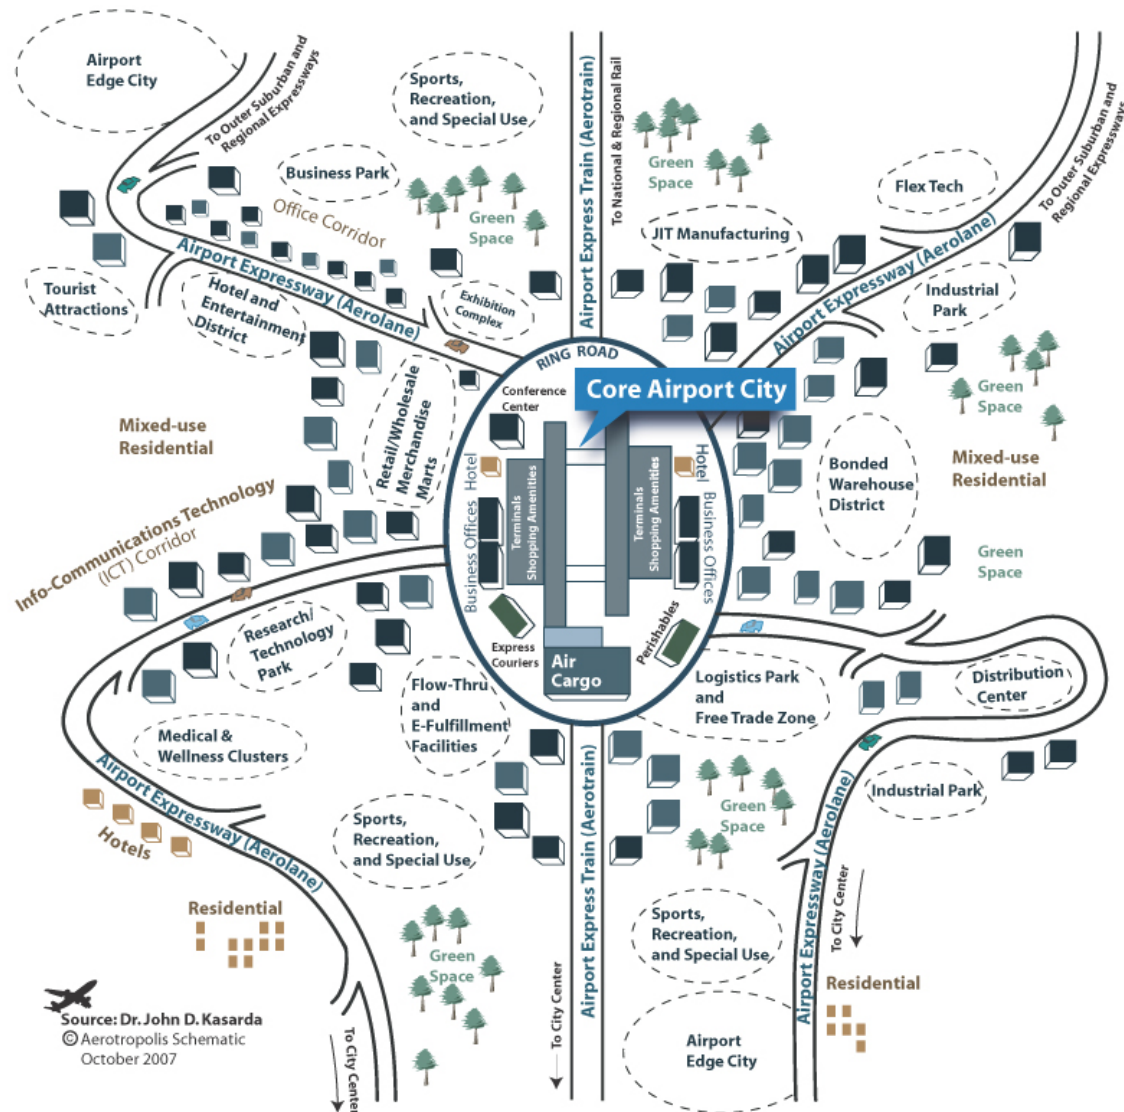 Airport
Edge City
To Outer Suburban and
Regional Expressways
Sports,
Recreation,
and Special Use
Airport Express Train (Aerotrain)
To National & Regional Rail
Green
Space
Flex Tech
To Outer Suburban and
Regional Expressways
Business Park
Office Corridor
Green
Space
JIT Manufacturing
Airport Expressway (Aerolane)
Airport Expressway (Aerolane)
Tourist
Attractions
Hotel and
Entertainment
District
Exhibition
Complex
Industrial
Park
RING ROAD
Core Airport City
Conference
Center
Green
Space
Mixed-use
Residential
Retail/Wholesale
Merchandise
Marts
Hotel
Hotel
Bonded
Warehouse
District
Mixed-use
Residential
Info-Communications Technology
(ICT) Corridor
Business Offices
Terminals
Shopping Amenities
Terminals
Shopping Amenities
Business Offices
Green
Space
Research/
Technology
Park
Express
Couriers
Air
Cargo
Perishables
Flow-Thru
and
E-Fulfillment
Facilities
Logistics Park
and
Free Trade Zone
Distribution
Center
Medical &
Wellness Clusters
Airport Expressway (Aerolane)
Hotels
Sports,
Recreation,
and Special Use
Airport Express Train (Aerotrain)
To City Center
Green
Space
Industrial Park
Airport Expressway (Aerolane)
To City Center
Residential
Green
Space
Sports,
Recreation,
and Special Use
Residential
Airport
Edge City
Source: Dr. John D. Kasarda
© Aerotropolis Schematic
October 2007
To City Center